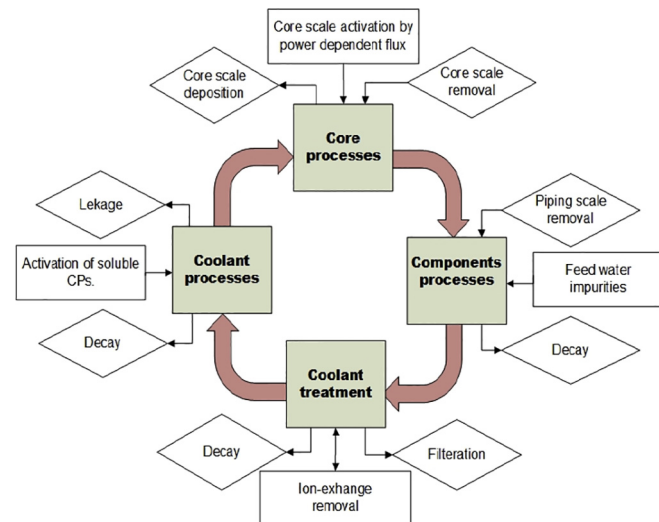 Core scale activation by
power dependent flux
Core scale
deposition
Core scale
removal
Core
processes
Lekage
Piping scale
removal
Activation of soluble
CPs.
Coolant
processes
Components
processes
Feed water
impurities
Decay
Decay
Coolant
treatment
Decay
Filteration
Ion-exhange
removal